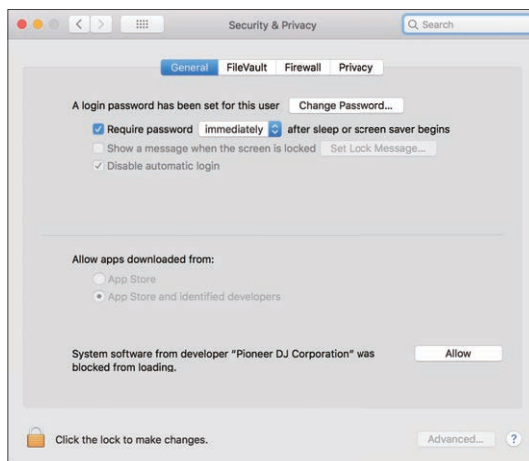 Security & Privacy
Search
General FileVault Firewall Privacy
A login password has been set for this user Change Password...
Require password immediately after sleep or screen saver begins
Show a message when the screen is locked Set Lock Message...
Disable automatic login
Allow apps downloaded from:
App Store
App Store and identified developers
System software from developer "Pioneer DJ Corporation" was Allow
blocked from loading.
Click the lock to make changes. Advanced... ?